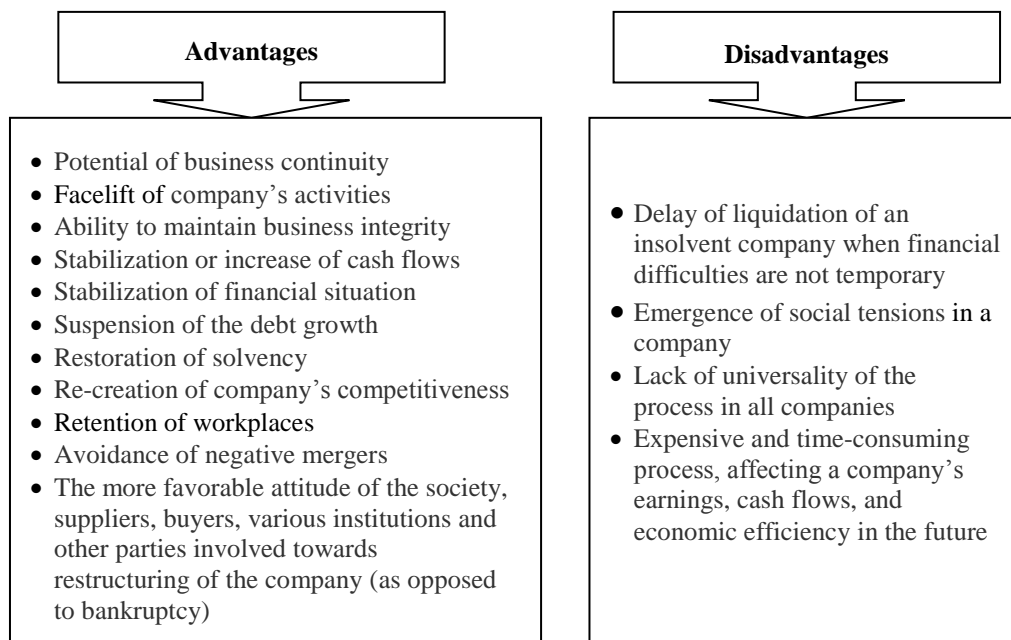 Advantages
• Potential of business continuity
• Facelift of company’s activities
• Ability to maintain business integrity
• Stabilization or increase of cash flows
• Stabilization of financial situation
• Suspension of the debt growth
• Restoration of solvency
• Re-creation of company’s competitiveness
• Retention of workplaces
• Avoidance of negative mergers
• The more favorable attitude of the society,
suppliers, buyers, various institutions and
other parties involved towards
restructuring of the company (as opposed
to bankruptcy)
Disadvantages
• Delay of liquidation of an
insolvent company when financial
difficulties are not temporary
• Emergence of social tensions in a
company
• Lack of universality of the
process in all companies
• Expensive and time-consuming
process, affecting a company’s
earnings, cash flows, and
economic efficiency in the future